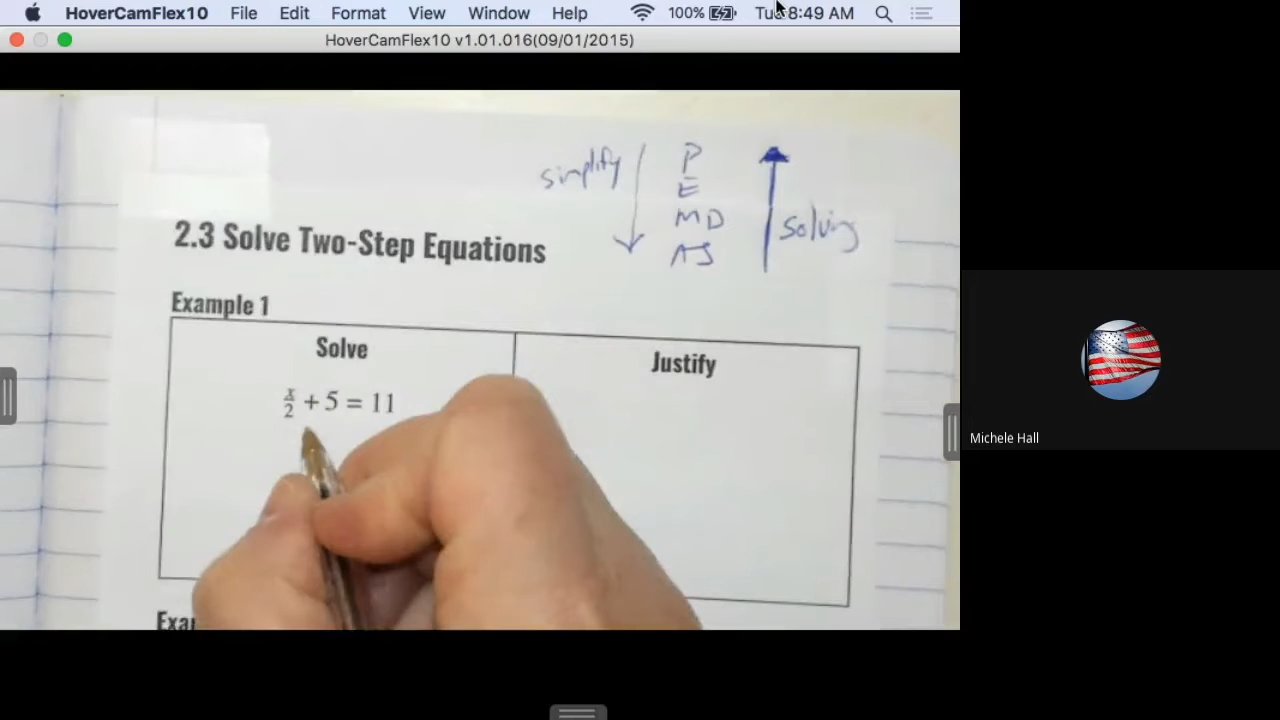 HoverCamFlex10 File Edit Format View Window Help 100% Tue 8:49 AM
HoverCamFlex10 v1.01.016(09/01/2015)
simplify P solving
E
MD
AS
2.3 Solve Two-Step Equations
Example 1
Solve Justify
x/2 + 5 = 11
Michele Hall